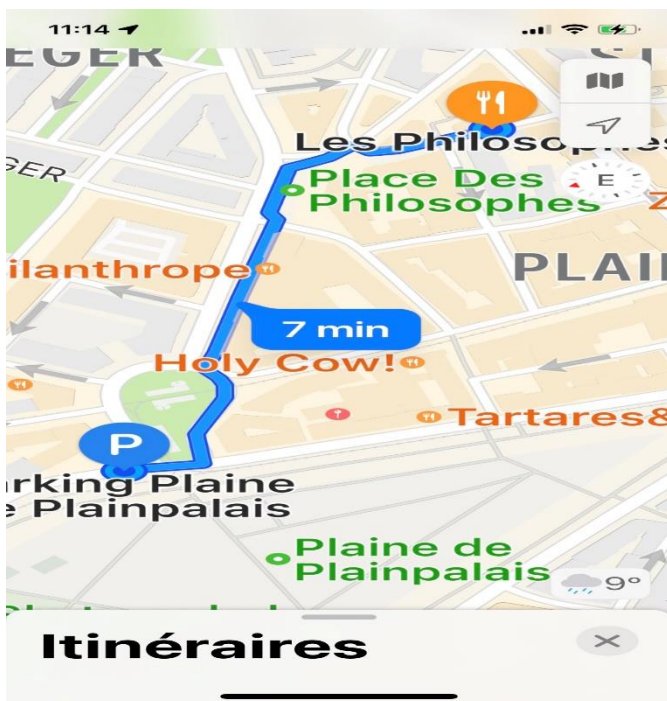 11:14
EGER
ST
Les Philosophes
GER
Place Des
Philosophes
E
Z
ilanthrope
PLAI
7 min
Holy Cow!
Tartares&
P
rking Plaine
e Plainpalais
Plaine de
Plainpalais
9°
Itinéraires